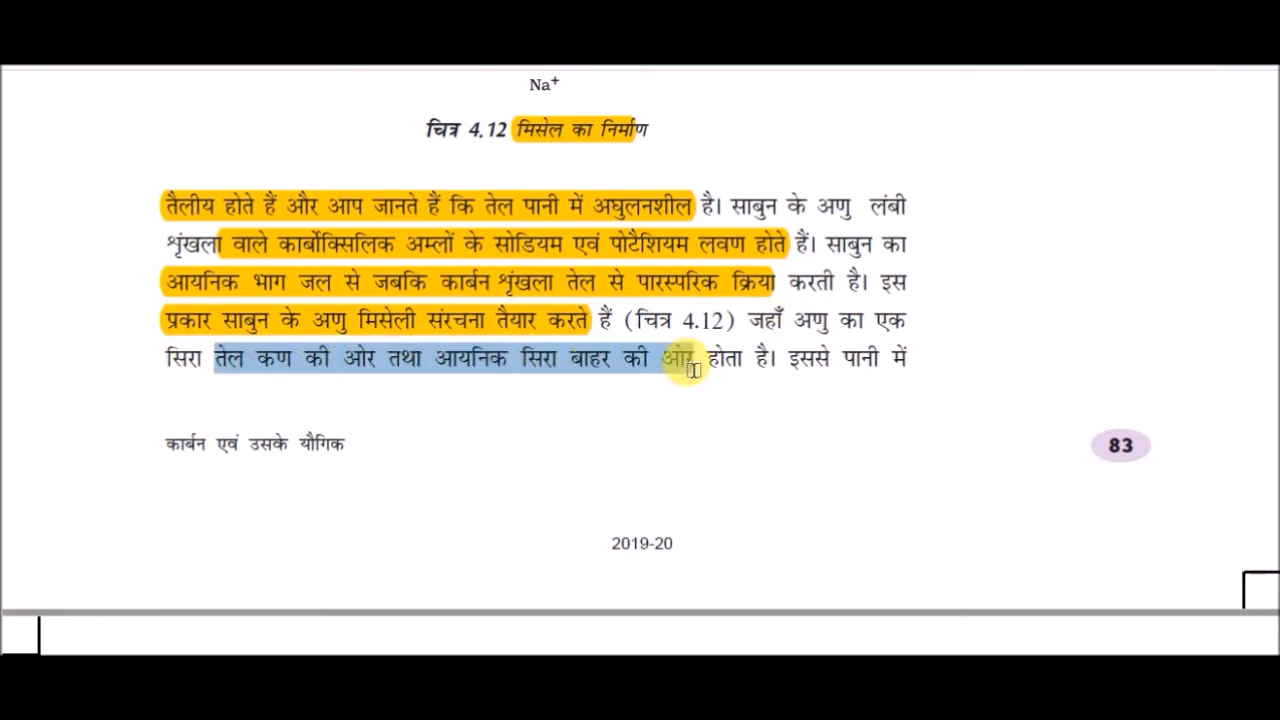 Na⁺
चित्र 4.12 मिसेल का निर्माण
तैलीय होते हैं और आप जानते हैं कि तेल पानी में अघुलनशील है। साबुन के अणु लंबी
शृंखला वाले कार्बोक्सिलिक अम्लों के सोडियम एवं पोटैशियम लवण होते हैं। साबुन का
आयनिक भाग जल से जबकि कार्बन शृंखला तेल से पारस्परिक क्रिया करती है। इस
प्रकार साबुन के अणु मिसेली संरचना तैयार करते हैं (चित्र 4.12) जहाँ अणु का एक
सिरा तेल कण की ओर तथा आयनिक सिरा बाहर की ओर होता है। इससे पानी में
कार्बन एवं उसके यौगिक
83
2019-20